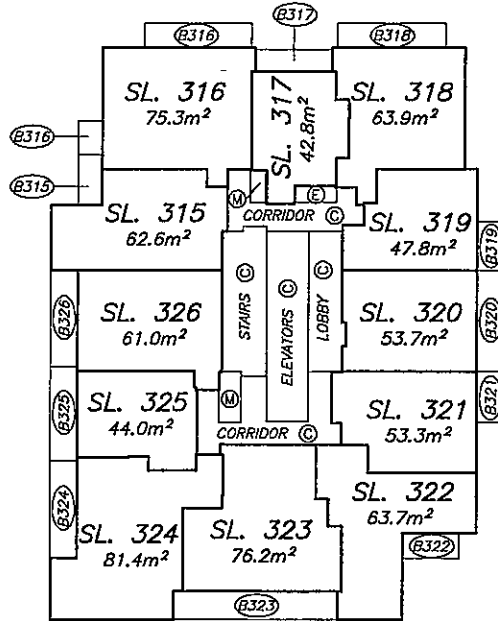 B317
B316
B318
SL. 316
75.3m²
SL. 317
42.8m²
SL. 318
63.9m²
B316
B315
M
E
CORRIDOR C
SL. 315
62.6m²
SL. 319
47.8m²
B319
STAIRS C
ELEVATORS C
LOBBY C
B326
SL. 326
61.0m²
SL. 320
53.7m²
B320
B325
SL. 325
44.0m²
M
SL. 321
53.3m²
B321
CORRIDOR C
B324
SL. 324
81.4m²
SL. 323
76.2m²
SL. 322
63.7m²
B322
B323